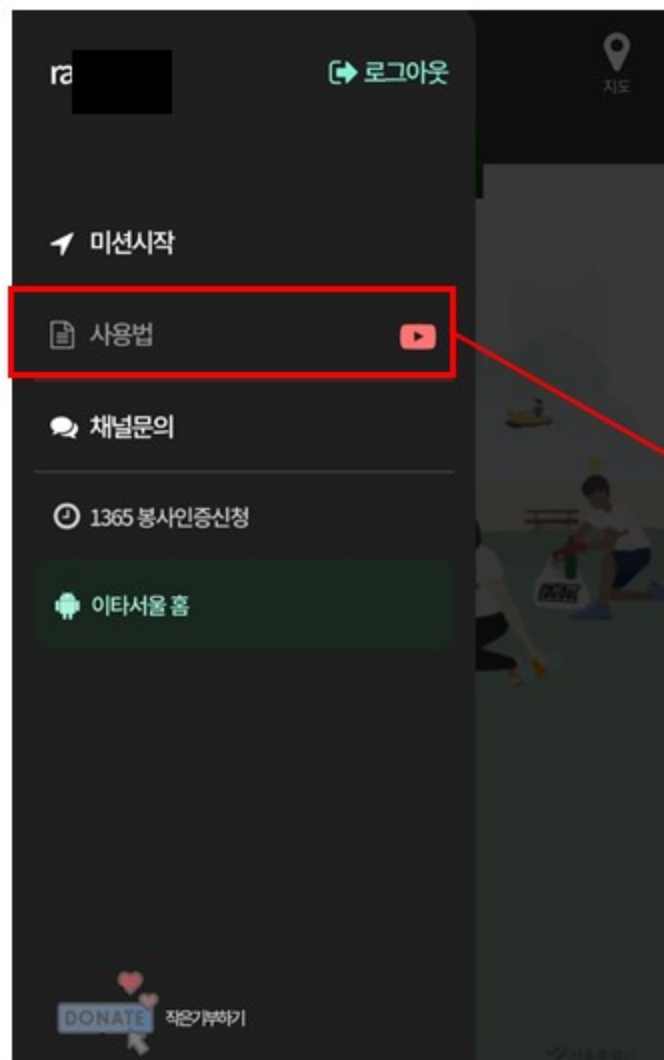 ra
로그아웃
지도
미션시작
사용법
채널문의
1365 봉사인증신청
이타서울 홈
DONATE
작은기부하기